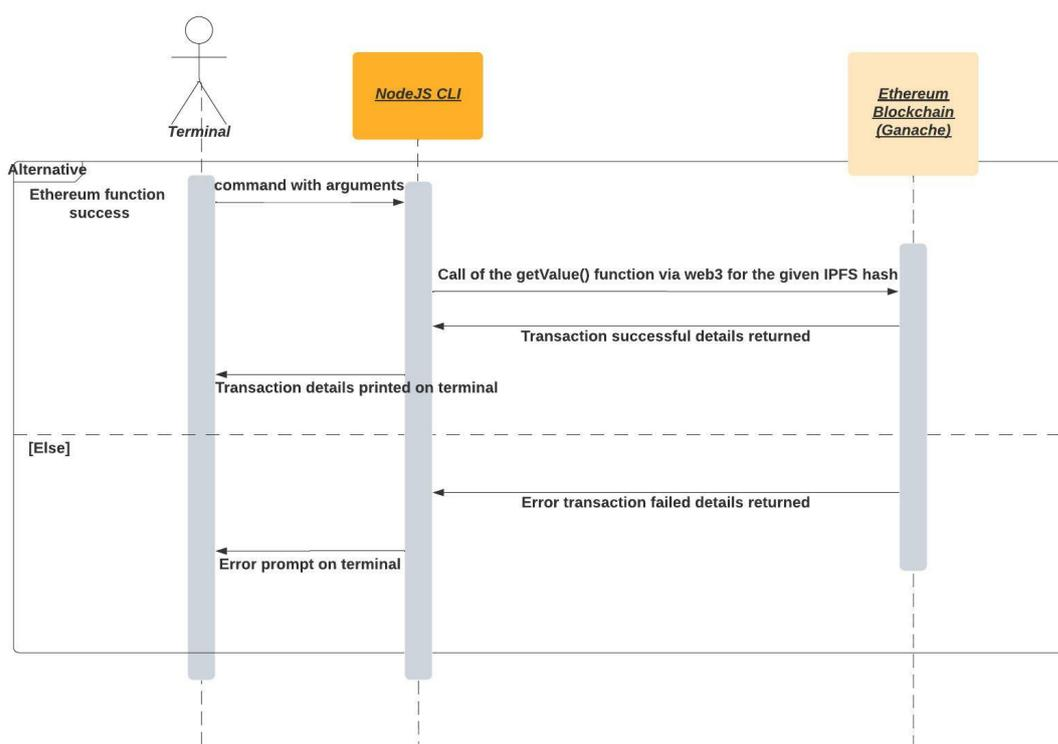 Terminal
NodeJS CLI
Ethereum
Blockchain
(Ganache)
Alternative
Ethereum function
success
command with arguments
Call of the getValue() function via web3 for the given IPFS hash
Transaction successful details returned
Transaction details printed on terminal
[Else]
Error transaction failed details returned
Error prompt on terminal